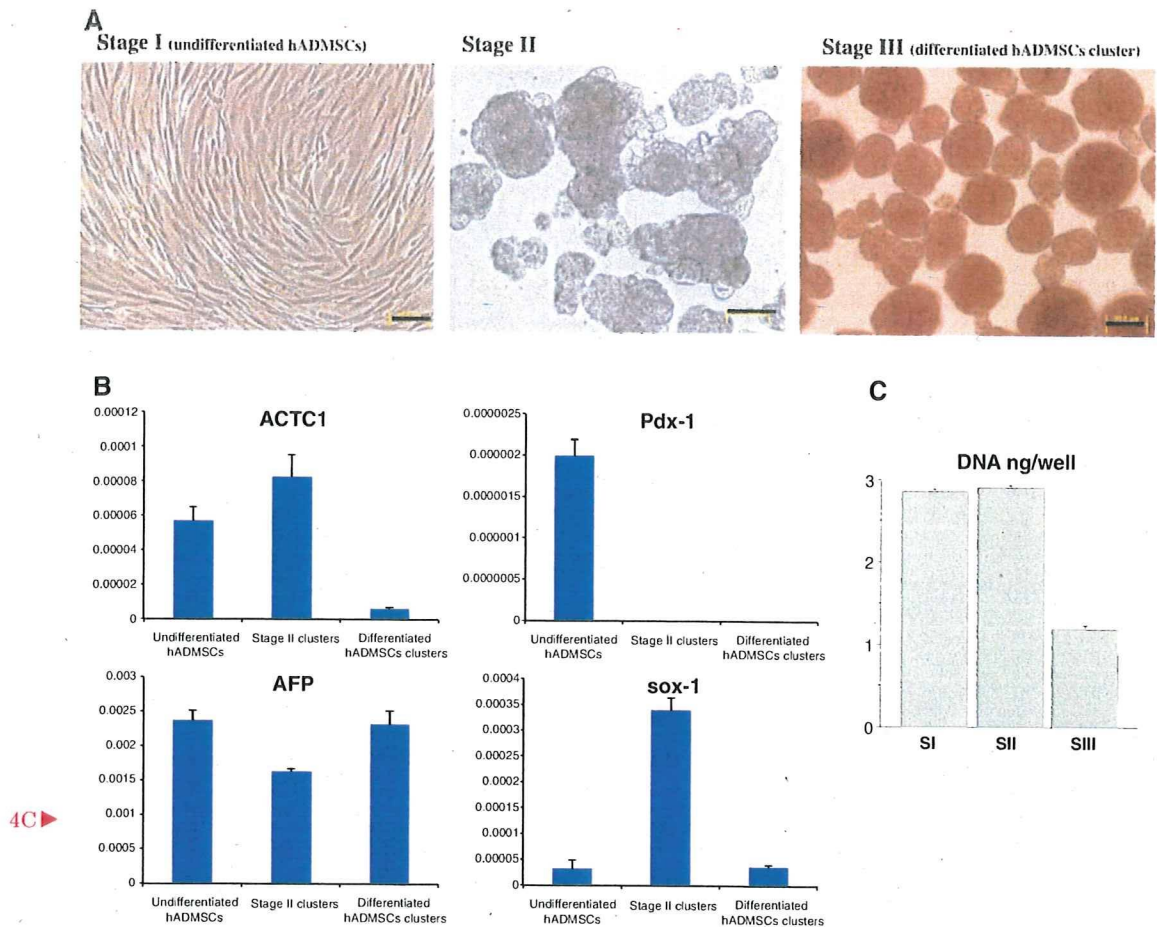 A
Stage I (undifferentiated hADMSCs)
Stage II
Stage III (differentiated hADMSCs cluster)
B
ACTC1
0.00012
0.0001
0.00008
0.00006
0.00004
0.00002
0
Undifferentiated hADMSCs
Stage II clusters
Differentiated hADMSCs clusters
Pdx-1
0.0000025
0.000002
0.0000015
0.000001
0.0000005
0
Undifferentiated hADMSCs
Stage II clusters
Differentiated hADMSCs clusters
AFP
0.003
0.0025
0.002
0.0015
0.001
0.0005
0
Undifferentiated hADMSCs
Stage II clusters
Differentiated hADMSCs clusters
sox-1
0.0004
0.00035
0.0003
0.00025
0.0002
0.00015
0.0001
0.00005
0
Undifferentiated hADMSCs
Stage II clusters
Differentiated hADMSCs clusters
C
DNA ng/well
3
2
1
0
SI
SII
SIII
4C